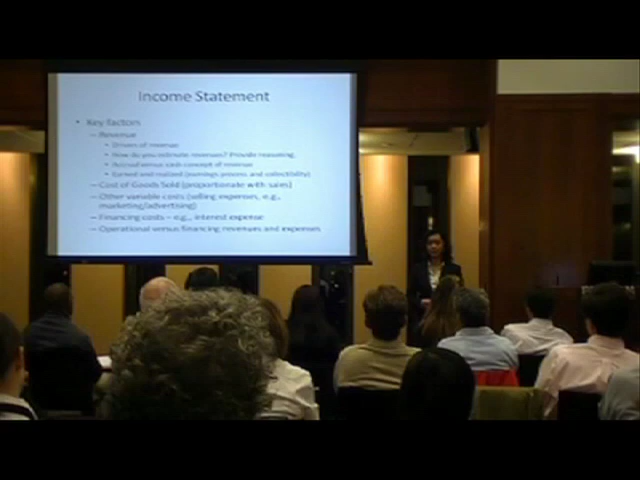 Income Statement
• Key factors
– Revenue
• Drivers of revenue
• How do you estimate revenues? Provide reasoning.
• Accrual versus cash concept of revenue
• Earned and realized (earnings process and collectibility)
– Cost of Goods Sold (proportionate with sales)
– Other variable costs (selling expenses, e.g.,
marketing/advertising)
– Financing costs – e.g., interest expense
– Operational versus financing revenues and expenses